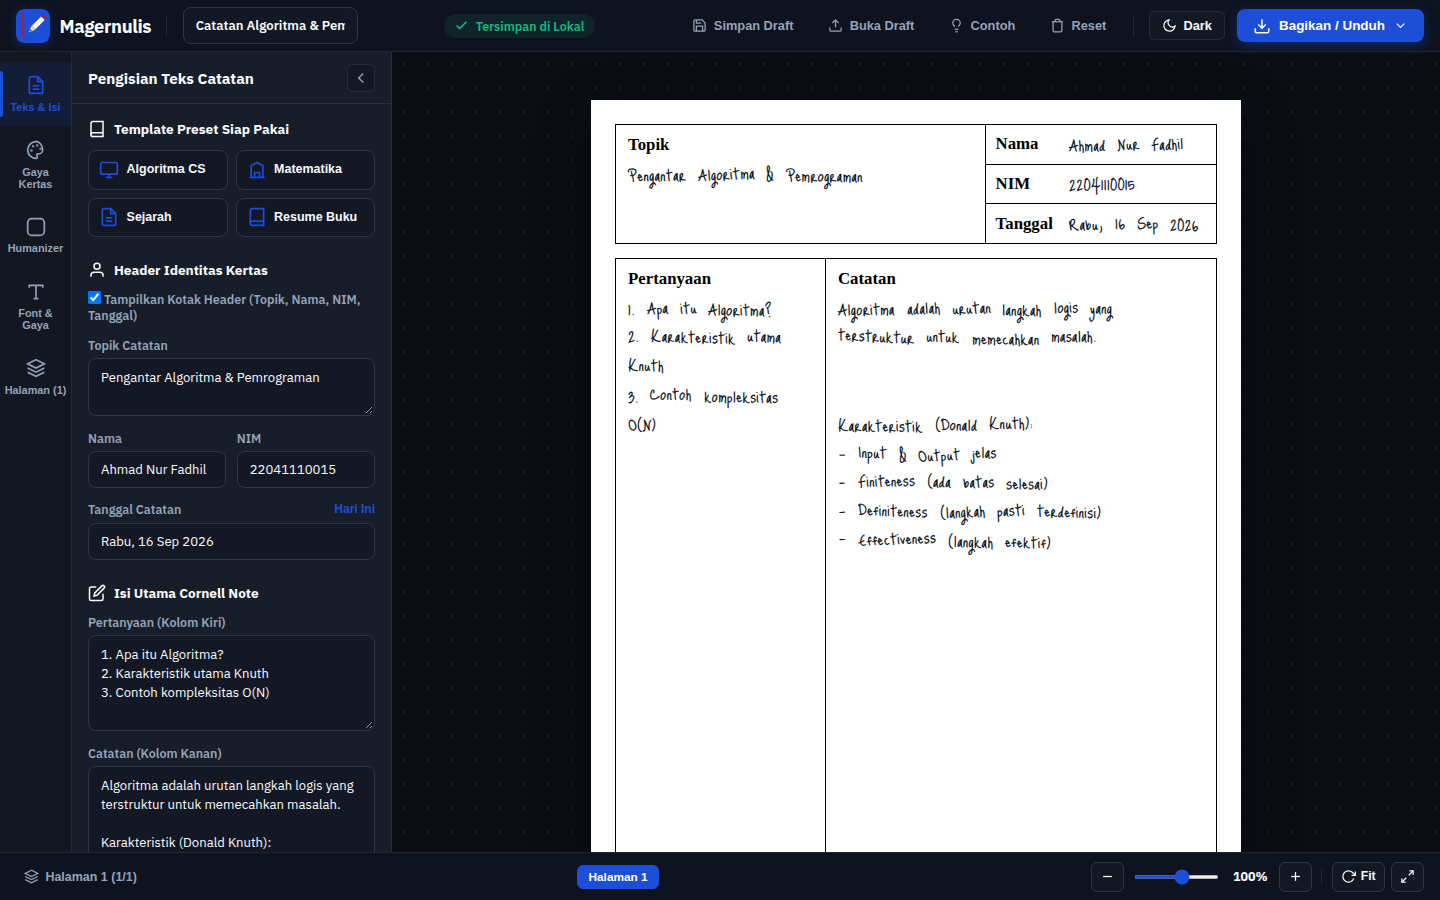 Magernulis
Catatan Algoritma & Pem
Tersimpan di Lokal
Simpan Draft
Buka Draft
Contoh
Reset
Dark
Bagikan / Unduh
Teks & Isi
Gaya
Kertas
Humanizer
Font &
Gaya
Halaman (1)
Pengisian Teks Catatan
Template Preset Siap Pakai
Algoritma CS
Matematika
Sejarah
Resume Buku
Header Identitas Kertas
Tampilkan Kotak Header (Topik, Nama, NIM,
Tanggal)
Topik Catatan
Pengantar Algoritma & Pemrograman
Nama
NIM
Ahmad Nur Fadhil
22041110015
Tanggal Catatan
Hari Ini
Rabu, 16 Sep 2026
Isi Utama Cornell Note
Pertanyaan (Kolom Kiri)
1. Apa itu Algoritma?
2. Karakteristik utama Knuth
3. Contoh kompleksitas O(N)
Catatan (Kolom Kanan)
Algoritma adalah urutan langkah logis yang
terstruktur untuk memecahkan masalah.
Karakteristik (Donald Knuth):
Topik
Pengantar Algoritma & Pemrograman
Nama
Ahmad Nur Fadhil
NIM
22041110015
Tanggal
Rabu, 16 Sep 2026
Pertanyaan
1. Apa itu Algoritma?
2. Karakteristik utama
Knuth
3. Contoh kompleksitas
O(N)
Catatan
Algoritma adalah urutan langkah logis yang
terstruktur untuk memecahkan masalah.
Karakteristik (Donald Knuth):
- Input & Output jelas
- Finiteness (ada batas selesai)
- Definiteness (langkah pasti terdefinisi)
- Effectiveness (langkah efektif)
Halaman 1 (1/1)
Halaman 1
100%
Fit